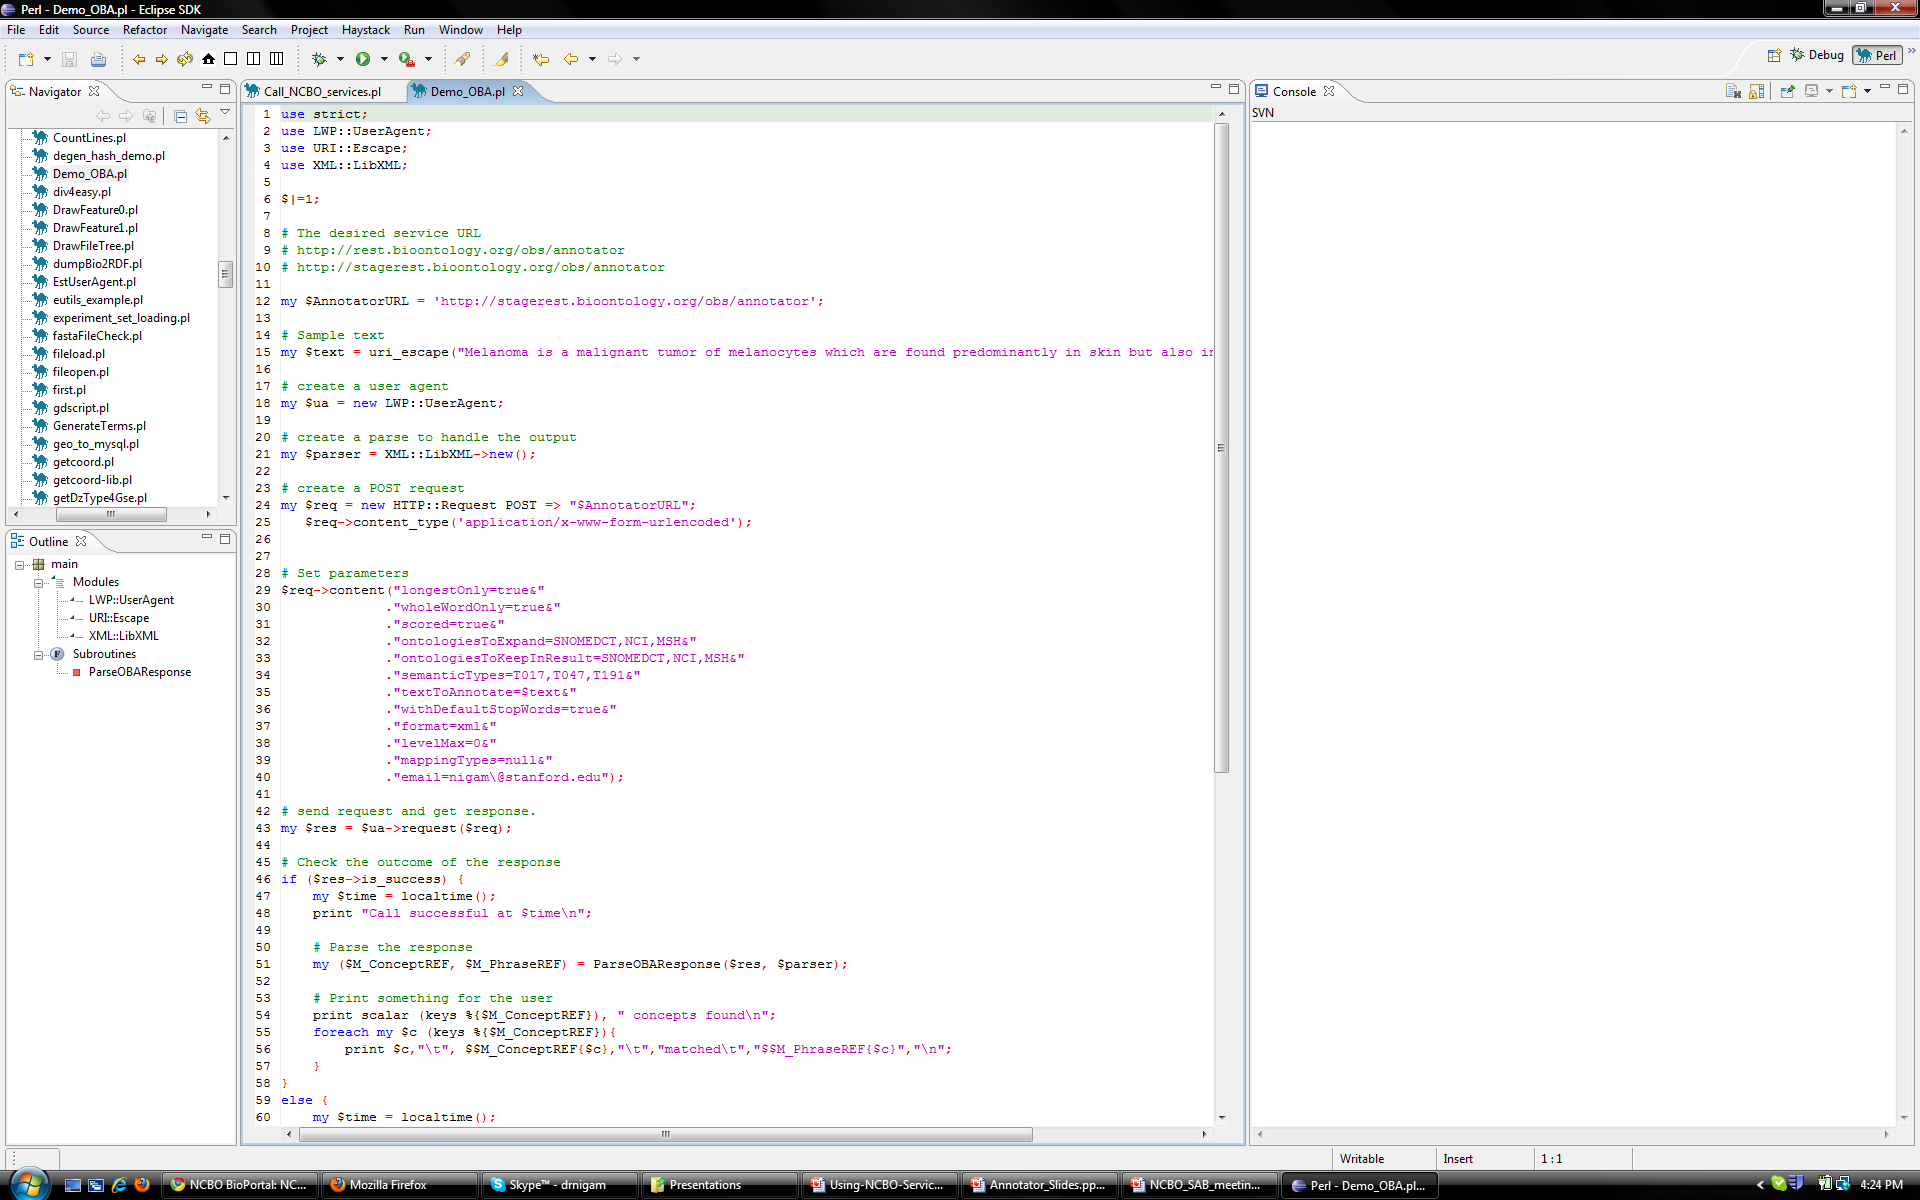 Perl - Demo_OBA.pl - Eclipse SDK
File Edit Source Refactor Navigate Search Project Haystack Run Window Help
Debug Perl
Navigator
CountLines.pl
degen_hash_demo.pl
Demo_OBA.pl
div4easy.pl
DrawFeature0.pl
DrawFeature1.pl
DrawFileTree.pl
dumpBio2RDF.pl
EstUserAgent.pl
eutils_example.pl
experiment_set_loading.pl
fastaFileCheck.pl
fileload.pl
fileopen.pl
first.pl
gdscript.pl
GenerateTerms.pl
geo_to_mysql.pl
getcoord.pl
getcoord-lib.pl
getDzType4Gse.pl
Outline
main
Modules
LWP::UserAgent
URI::Escape
XML::LibXML
Subroutines
ParseOBAResponse
Call_NCBO_services.pl Demo_OBA.pl
1 use strict;
2 use LWP::UserAgent;
3 use URI::Escape;
4 use XML::LibXML;
5
6 $|=1;
7
8 # The desired service URL
9 # http://rest.bioontology.org/obs/annotator
10 # http://stagerest.bioontology.org/obs/annotator
11
12 my $AnnotatorURL = 'http://stagerest.bioontology.org/obs/annotator';
13
14 # Sample text
15 my $text = uri_escape("Melanoma is a malignant tumor of melanocytes which are found predominantly in skin but also in
16
17 # create a user agent
18 my $ua = new LWP::UserAgent;
19
20 # create a parse to handle the output
21 my $parser = XML::LibXML->new();
22
23 # create a POST request
24 my $req = new HTTP::Request POST => "$AnnotatorURL";
25 $req->content_type('application/x-www-form-urlencoded');
26
27
28 # Set parameters
29 $req->content("longestOnly=true&"
30 ."wholeWordOnly=true&"
31 ."scored=true&"
32 ."ontologiesToExpand=SNOMEDCT,NCI,MSH&"
33 ."ontologiesToKeepInResult=SNOMEDCT,NCI,MSH&"
34 ."semanticTypes=T017,T047,T191&"
35 ."textToAnnotate=$text&"
36 ."withDefaultStopWords=true&"
37 ."format=xml&"
38 ."levelMax=0&"
39 ."mappingTypes=null&"
40 ."email=nigam\@stanford.edu");
41
42 # send request and get response.
43 my $res = $ua->request($req);
44
45 # Check the outcome of the response
46 if ($res->is_success) {
47 my $time = localtime();
48 print "Call successful at $time\n";
49
50 # Parse the response
51 my ($M_ConceptREF, $M_PhraseREF) = ParseOBAResponse($res, $parser);
52
53 # Print something for the user
54 print scalar (keys %{$M_ConceptREF}), " concepts found\n";
55 foreach my $c (keys %{$M_ConceptREF}){
56 print $c,"\t", $$M_ConceptREF{$c},"\t","matched\t","$$M_PhraseREF{$c}","\n";
57 }
58 }
59 else {
60 my $time = localtime();
Console
SVN
Writable Insert 1 : 1
NCBO BioPortal: NC... Mozilla Firefox Skype™ - drnigam Presentations Using-NCBO-Servic... Annotator_Slides.pp... NCBO_SAB_meetin... Perl - Demo_OBA.pl... 4:24 PM